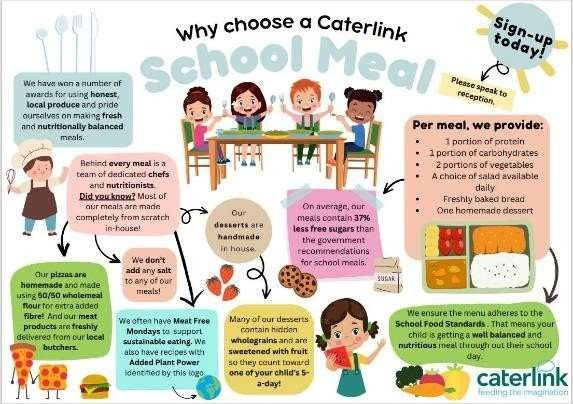 Why choose a Caterlink
School Meal
Sign-up
today!
Please speak to
reception.
We have won a number of
awards for using honest,
local produce and pride
ourselves on making fresh
and nutritionally balanced
meals.
Behind every meal is a
team of dedicated chefs
and nutritionists.
Did you know? Most of
our meals are made
completely from scratch
in-house!
Our
desserts are
handmade
in house.
On average, our
meals contain 37%
less free sugars than
the government
recommendations
for school meals.
SUGAR
Per meal, we provide:
• 1 portion of protein
• 1 portion of carbohydrates
• 2 portions of vegetables
• A choice of salad available
daily
• Freshly baked bread
• One homemade dessert
We don't
add any salt
to any of our
meals!
Our pizzas are
homemade and made
using 50/50 wholemeal
flour for extra added
fibre! And our meat
products are freshly
delivered from our local
butchers.
We often have Meat Free
Mondays to support
sustainable eating. We
also have recipes with
Added Plant Power
identified by this logo
Many of our desserts
contain hidden
wholegrains and are
sweetened with fruit
so they count toward
one of your child's 5-
a-day!
We ensure the menu adheres to the
School Food Standards . That means your
child is getting a well balanced and
nutritious meal through out their school
day.
caterlink
feeding the imagination